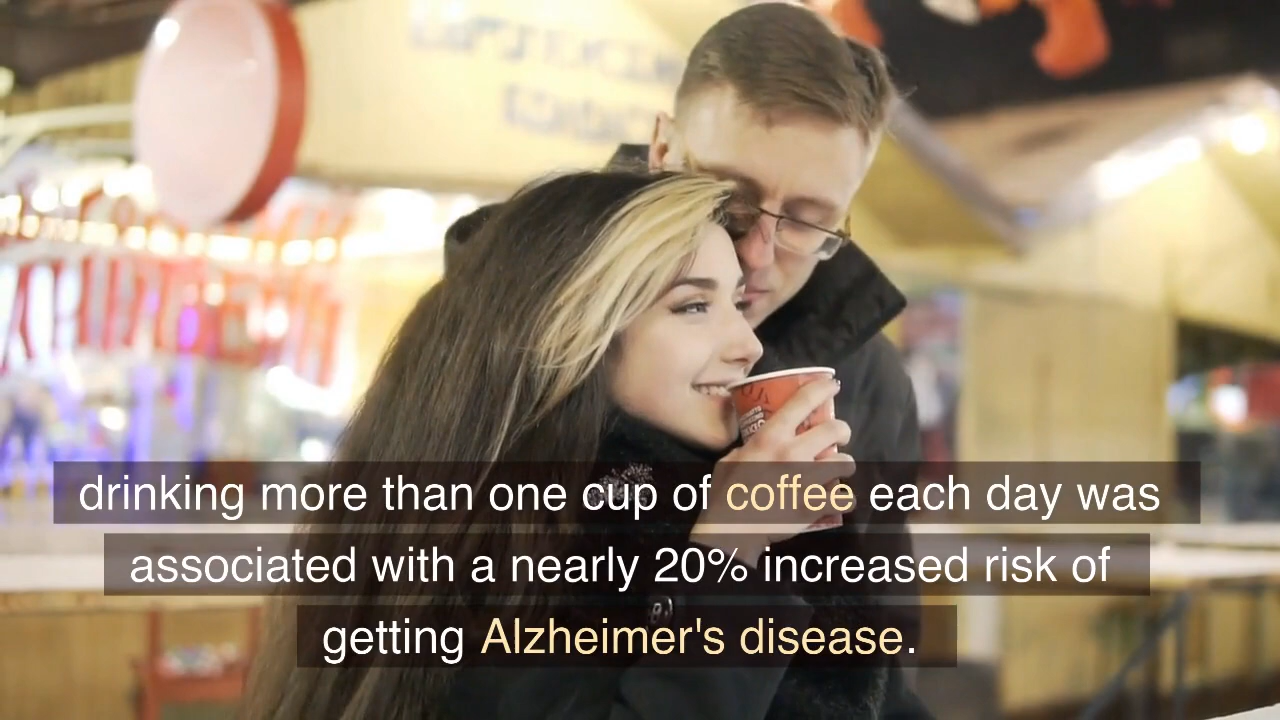 drinking more than one cup of coffee each day was
associated with a nearly 20% increased risk of
getting Alzheimer's disease.